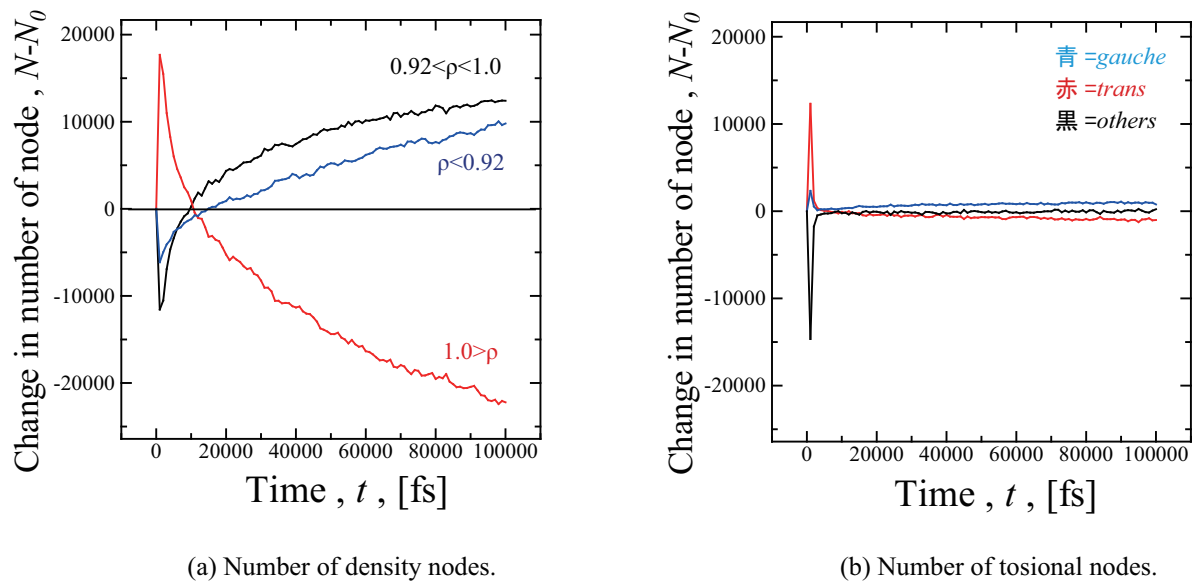 Change in number of node , N-N0
20000
10000
0
-10000
-20000
0.92<ρ<1.0
ρ<0.92
1.0>ρ
0 20000 40000 60000 80000 100000
Time , t , [fs]
(a) Number of density nodes.
Change in number of node , N-N0
20000
10000
0
-10000
-20000
青 =gauche
赤 =trans
黒 =others
0 20000 40000 60000 80000 100000
Time , t , [fs]
(b) Number of tosional nodes.